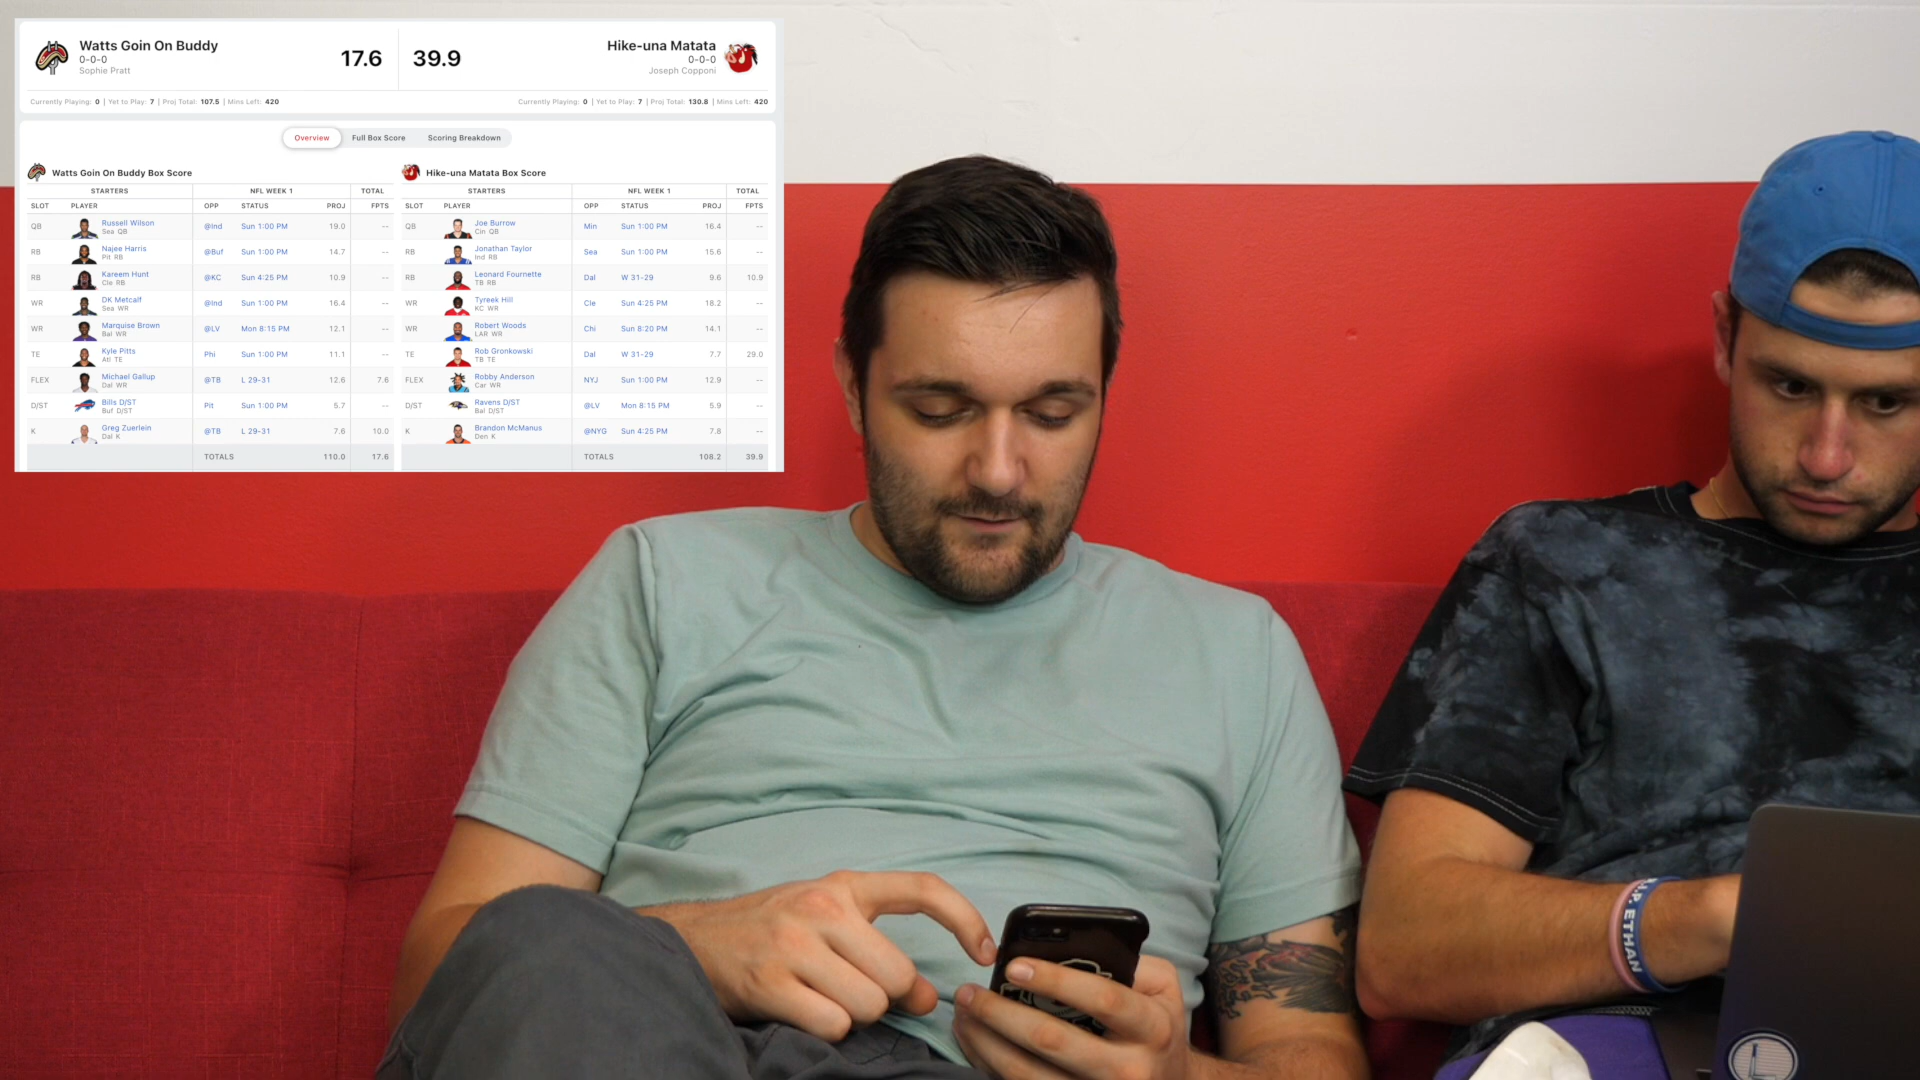 Watts Goin On Buddy
0-0-0
Sophie Pratt
17.6
39.9
Hike-una Matata
0-0-0
Joseph Copponi
Currently Playing: 0 | Yet to Play: 7 | Proj Total: 107.5 | Mins Left: 420
Currently Playing: 0 | Yet to Play: 7 | Proj Total: 130.8 | Mins Left: 420
Overview Full Box Score Scoring Breakdown
Watts Goin On Buddy Box Score
STARTERS NFL WEEK 1 TOTAL
SLOT PLAYER OPP STATUS PROJ FPTS
QB Russell Wilson @Ind Sun 1:00 PM 19.0 --
Sea QB
RB Najee Harris @Buf Sun 1:00 PM 14.7 --
Pit RB
RB Kareem Hunt @KC Sun 4:25 PM 10.9 --
Cle RB
WR DK Metcalf @Ind Sun 1:00 PM 16.4 --
Sea WR
WR Marquise Brown @LV Mon 8:15 PM 12.1 --
Bal WR
TE Kyle Pitts Phi Sun 1:00 PM 11.1 --
Atl TE
FLEX Michael Gallup @TB L 29-31 12.6 7.6
Dal WR
D/ST Bills D/ST Pit Sun 1:00 PM 5.7 --
Buf D/ST
K Greg Zuerlein @TB L 29-31 7.6 10.0
Dal K
TOTALS 110.0 17.6
Hike-una Matata Box Score
STARTERS NFL WEEK 1 TOTAL
SLOT PLAYER OPP STATUS PROJ FPTS
QB Joe Burrow Min Sun 1:00 PM 16.4 --
Cin QB
RB Jonathan Taylor Sea Sun 1:00 PM 15.6 --
Ind RB
RB Leonard Fournette Dal W 31-29 9.6 10.9
TB RB
WR Tyreek Hill Cle Sun 4:25 PM 18.2 --
KC WR
WR Robert Woods Chi Sun 8:20 PM 14.1 --
LAR WR
TE Rob Gronkowski Dal W 31-29 7.7 29.0
TB TE
FLEX Robby Anderson NYJ Sun 1:00 PM 12.9 --
Car WR
D/ST Ravens D/ST @LV Mon 8:15 PM 5.9 --
Bal D/ST
K Brandon McManus @NYG Sun 4:25 PM 7.8 --
Den K
TOTALS 108.2 39.9
R.I.P. ETHAN
L